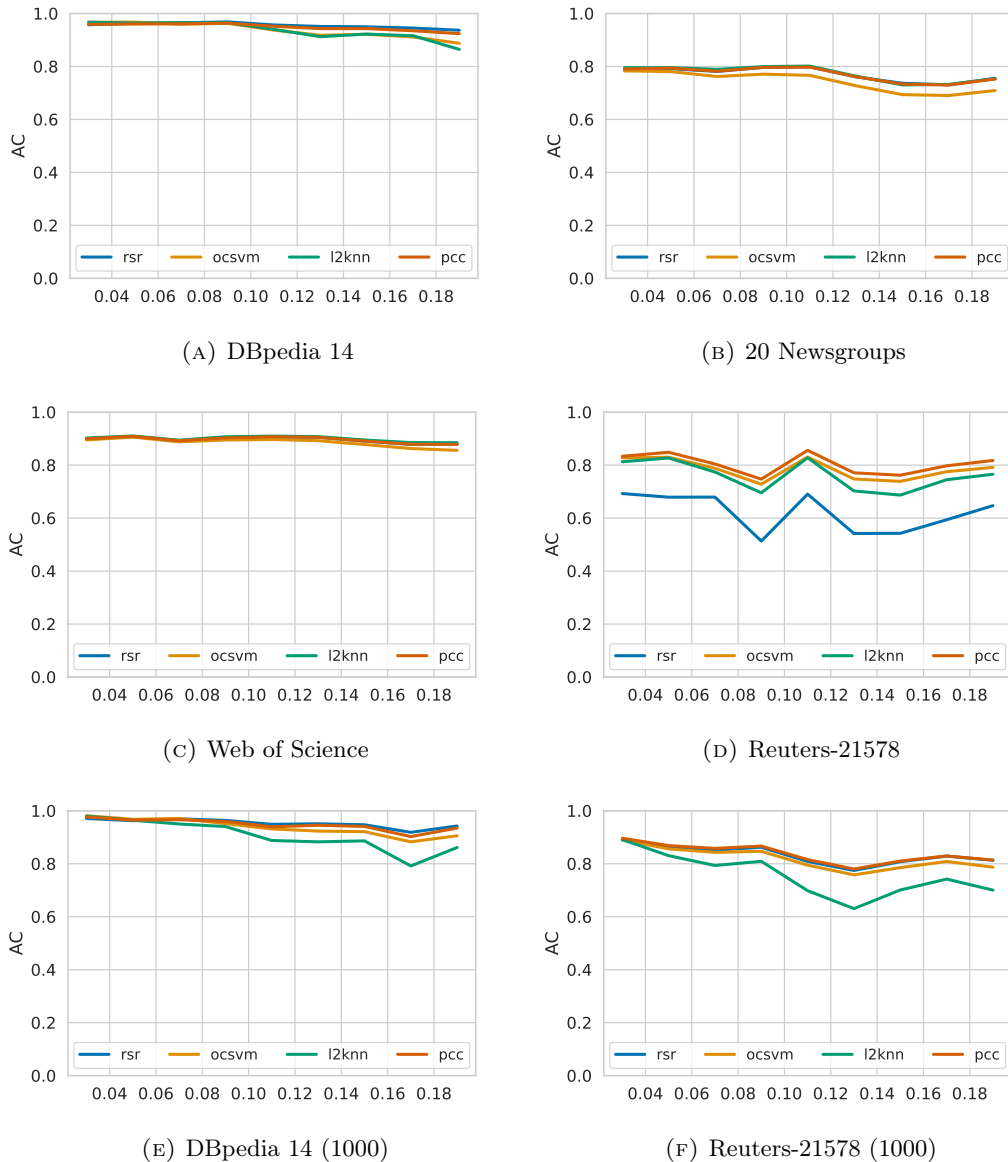 1.0
0.8
0.6
0.4
0.2
0.0
AC
rsr ocsvm l2knn pcc
0.04 0.06 0.08 0.10 0.12 0.14 0.16 0.18
(A) DBpedia 14
1.0
0.8
0.6
0.4
0.2
0.0
AC
rsr ocsvm l2knn pcc
0.04 0.06 0.08 0.10 0.12 0.14 0.16 0.18
(B) 20 Newsgroups
1.0
0.8
0.6
0.4
0.2
0.0
AC
rsr ocsvm l2knn pcc
0.04 0.06 0.08 0.10 0.12 0.14 0.16 0.18
(C) Web of Science
1.0
0.8
0.6
0.4
0.2
0.0
AC
rsr ocsvm l2knn pcc
0.04 0.06 0.08 0.10 0.12 0.14 0.16 0.18
(D) Reuters-21578
1.0
0.8
0.6
0.4
0.2
0.0
AC
rsr ocsvm l2knn pcc
0.04 0.06 0.08 0.10 0.12 0.14 0.16 0.18
(E) DBpedia 14 (1000)
1.0
0.8
0.6
0.4
0.2
0.0
AC
rsr ocsvm l2knn pcc
0.04 0.06 0.08 0.10 0.12 0.14 0.16 0.18
(F) Reuters-21578 (1000)